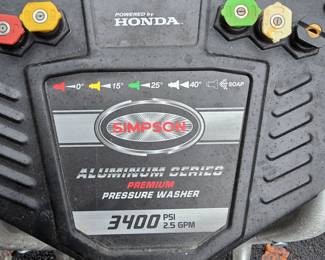 POWERED by
HONDA
0° 15° 25° 40° SOAP
SIMPSON
ALUMINUM SERIES
PREMIUM
PRESSURE WASHER
3400 PSI
2.5 GPM